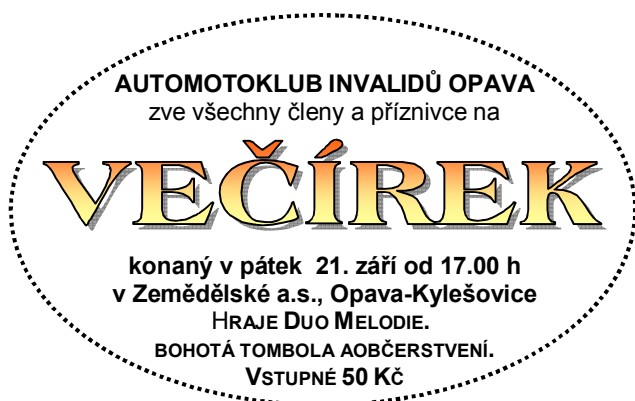 AUTOMOTOKLUB INVALIDŮ OPAVA
zve všechny členy a příznivce na
VEČÍREK
konaný v pátek 21. září od 17.00 h
v Zemědělské a.s., Opava-Kylešovice
HRAJE DUO MELODIE.
BOHOTÁ TOMBOLA AOBČERSTVENÍ.
VSTUPNÉ 50 KČ